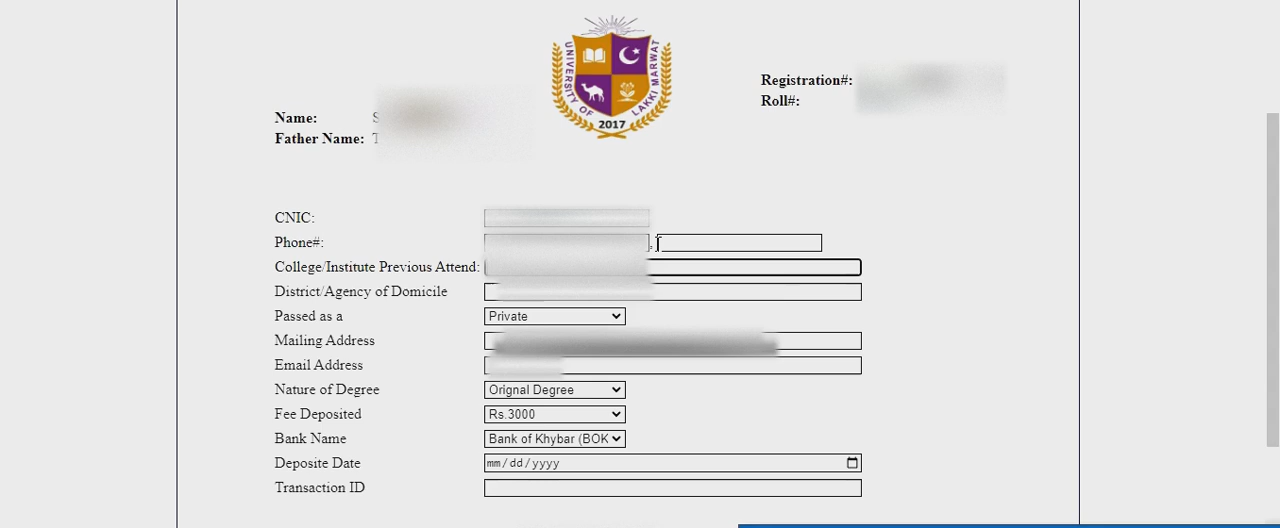 UNIVERSITY OF LAKKI MARWAT
2017
Registration#:
Roll#:
Name: S
Father Name: T
CNIC:
Phone#: ,
College/Institute Previous Attend:
District/Agency of Domicile
Passed as a Private
Mailing Address
Email Address
Nature of Degree Orignal Degree
Fee Deposited Rs.3000
Bank Name Bank of Khybar (BOK
Deposite Date mm/dd/yyyy
Transaction ID